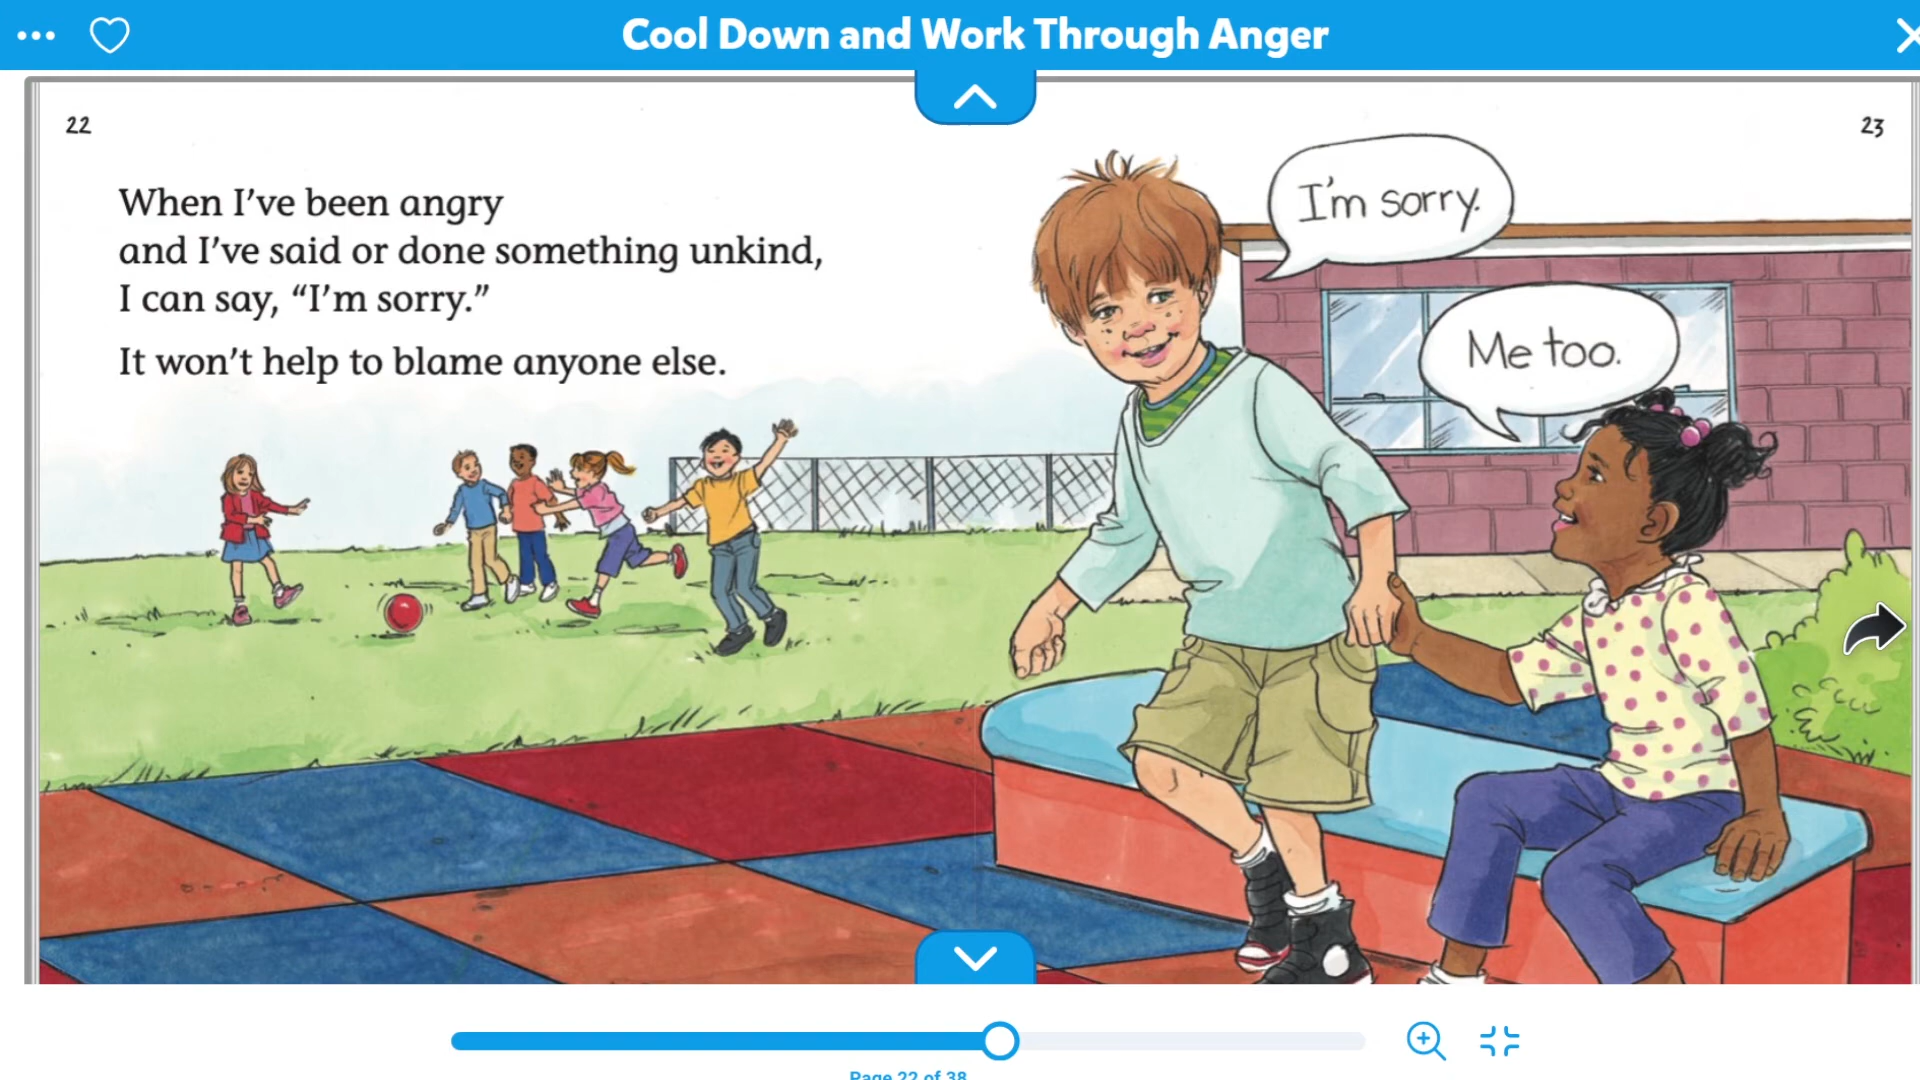 Cool Down and Work Through Anger
22
23
When I’ve been angry
and I’ve said or done something unkind,
I can say, “I’m sorry.”
It won’t help to blame anyone else.
I'm sorry.
Me too.
Page 22 of 38